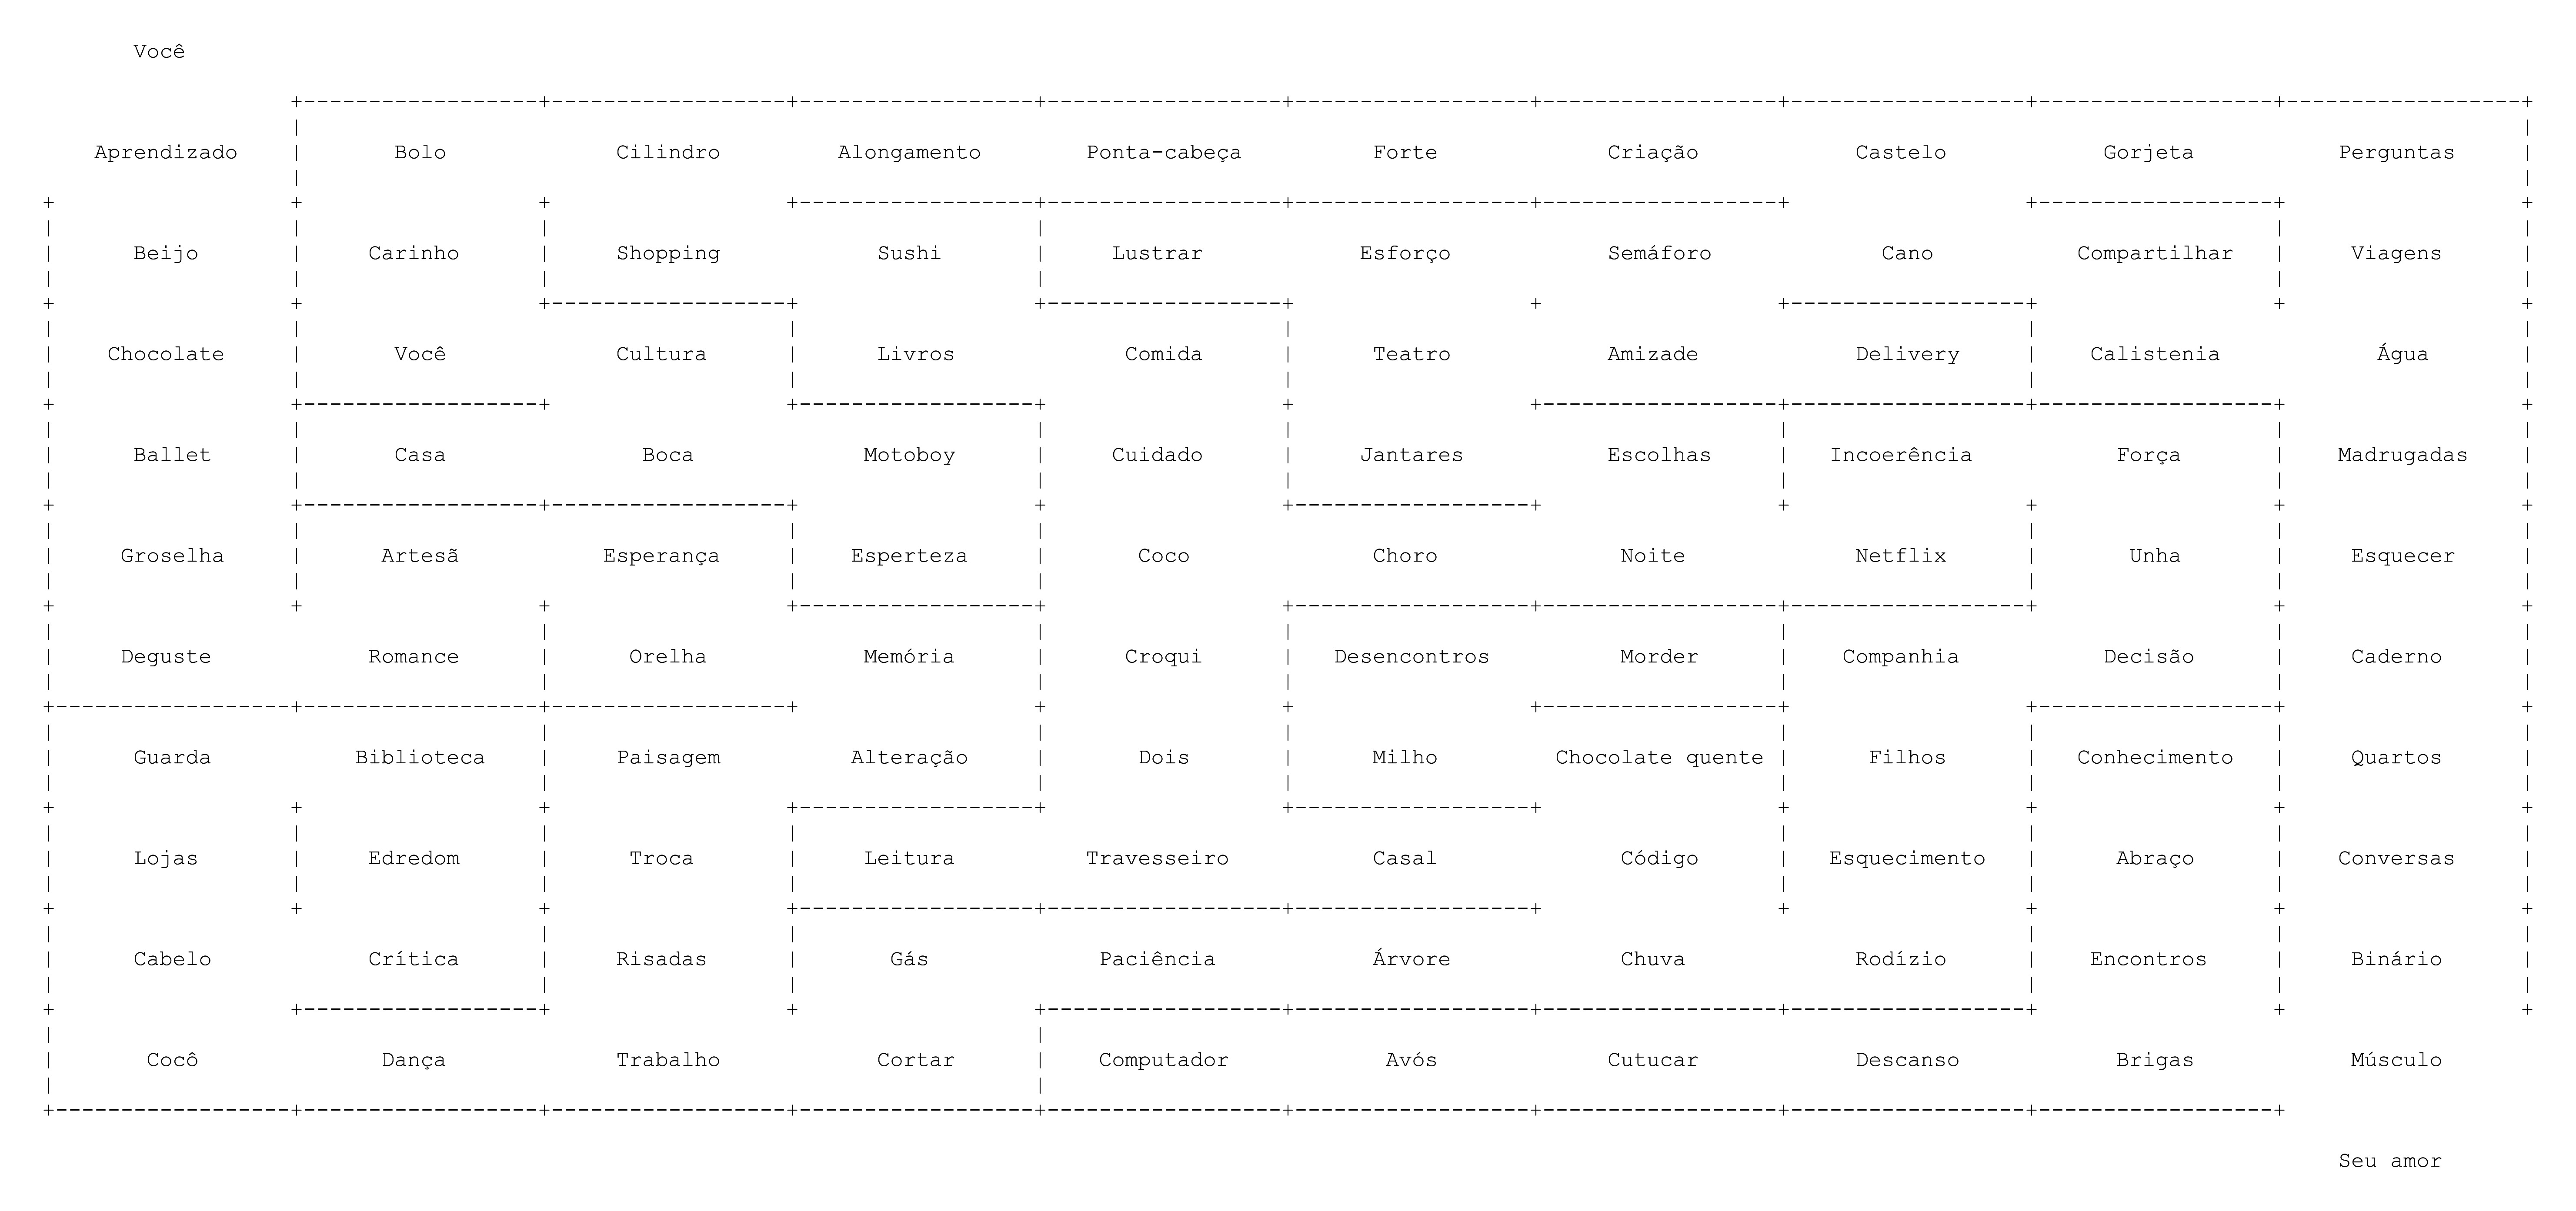 Você
Aprendizado Bolo Cilindro Alongamento Ponta-cabeça Forte Criação Castelo Gorjeta Perguntas
Beijo Carinho Shopping Sushi Lustrar Esforço Semáforo Cano Compartilhar Viagens
Chocolate Você Cultura Livros Comida Teatro Amizade Delivery Calistenia Água
Ballet Casa Boca Motoboy Cuidado Jantares Escolhas Incoerência Força Madrugadas
Groselha Artesã Esperança Esperteza Coco Choro Noite Netflix Unha Esquecer
Deguste Romance Orelha Memória Croqui Desencontros Morder Companhia Decisão Caderno
Guarda Biblioteca Paisagem Alteração Dois Milho Chocolate quente Filhos Conhecimento Quartos
Lojas Edredom Troca Leitura Travesseiro Casal Código Esquecimento Abraço Conversas
Cabelo Crítica Risadas Gás Paciência Árvore Chuva Rodízio Encontros Binário
Cocô Dança Trabalho Cortar Computador Avós Cutucar Descanso Brigas Músculo
Seu amor